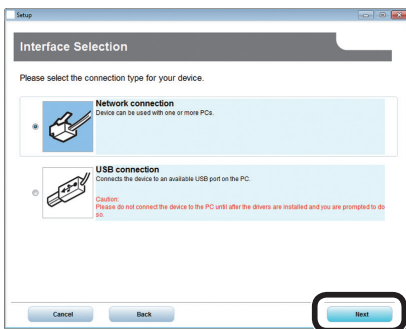 Setup
Interface Selection
Please select the connection type for your device.
Network connection
Device can be used with one or more PCs.
USB connection
Connects the device to an available USB port on the PC.
Caution:
Please do not connect the device to the PC until after the drivers are installed and you are prompted to do
so.
Cancel Back Next